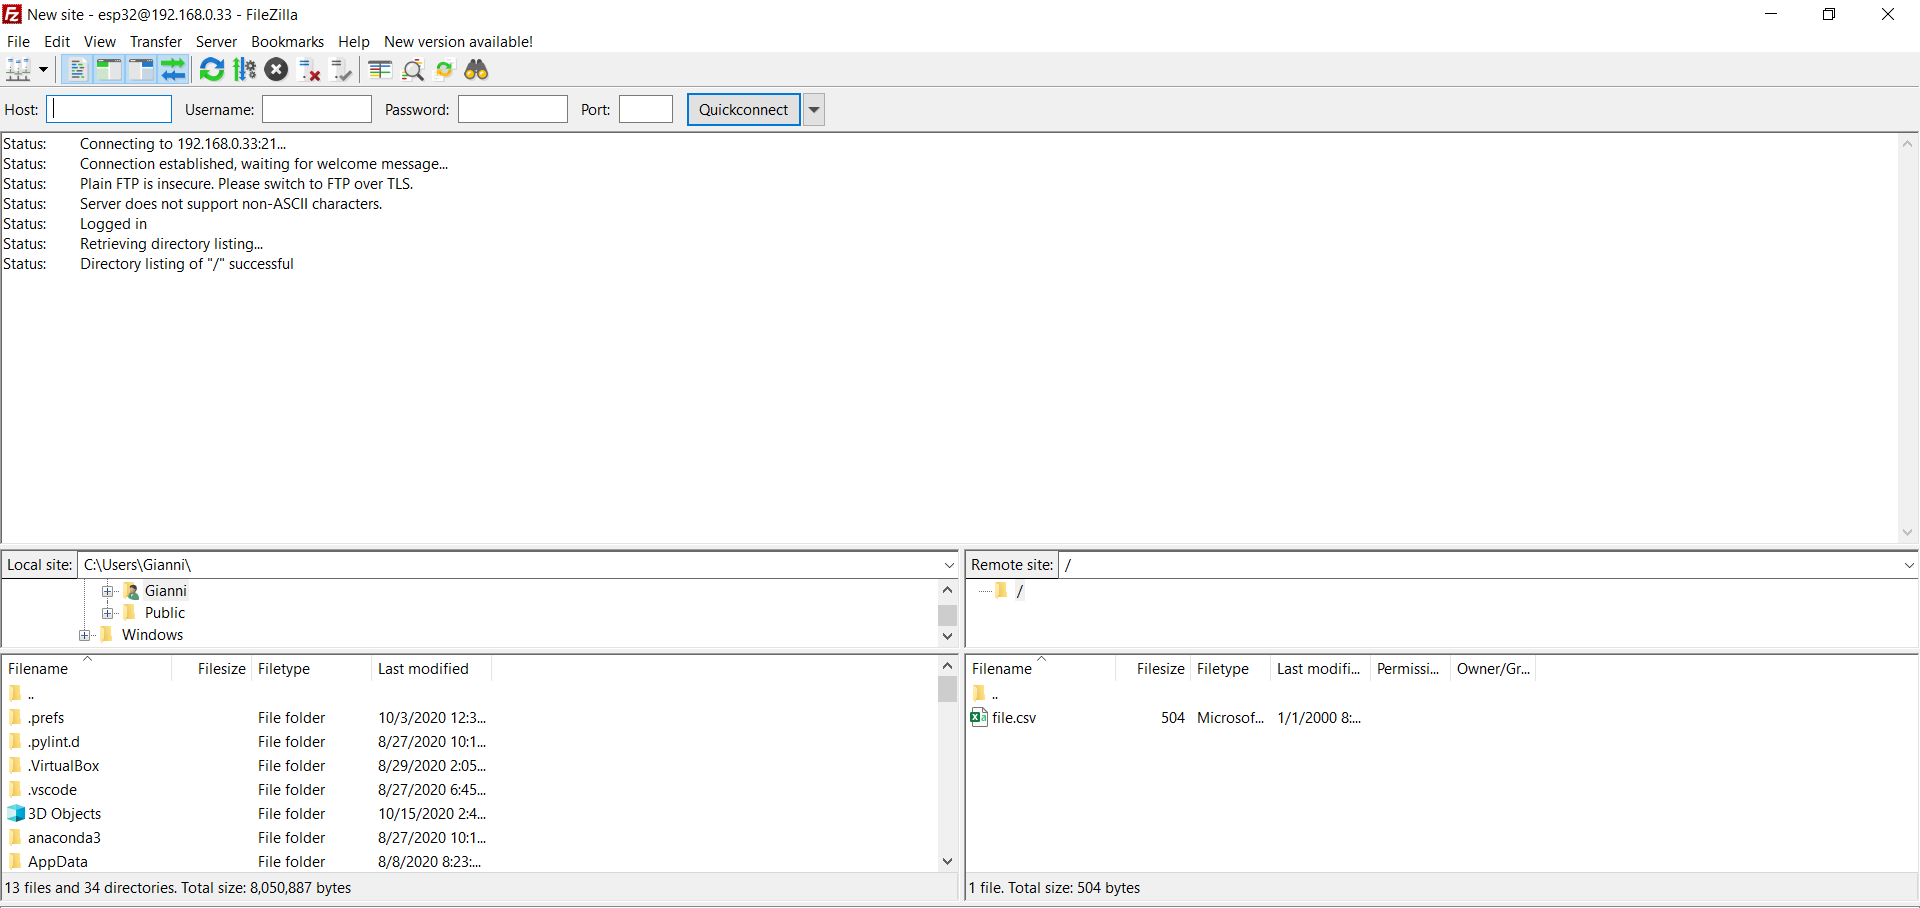 New site - esp32@192.168.0.33 - FileZilla
File Edit View Transfer Server Bookmarks Help New version available!
Host: Username: Password: Port: Quickconnect
Status: Connecting to 192.168.0.33:21...
Status: Connection established, waiting for welcome message...
Status: Plain FTP is insecure. Please switch to FTP over TLS.
Status: Server does not support non-ASCII characters.
Status: Logged in
Status: Retrieving directory listing...
Status: Directory listing of "/" successful
Local site: C:\Users\Gianni\
Gianni
Public
Windows
Filename Filesize Filetype Last modified
..
.prefs File folder 10/3/2020 12:3...
.pylint.d File folder 8/27/2020 10:1...
.VirtualBox File folder 8/29/2020 2:05...
.vscode File folder 8/27/2020 6:45...
3D Objects File folder 10/15/2020 2:4...
anaconda3 File folder 8/27/2020 10:1...
AppData File folder 8/8/2020 8:23:...
13 files and 34 directories. Total size: 8,050,887 bytes
Remote site: /
/
Filename Filesize Filetype Last modifi... Permissi... Owner/Gr...
..
file.csv 504 Microsof... 1/1/2000 8:...
1 file. Total size: 504 bytes